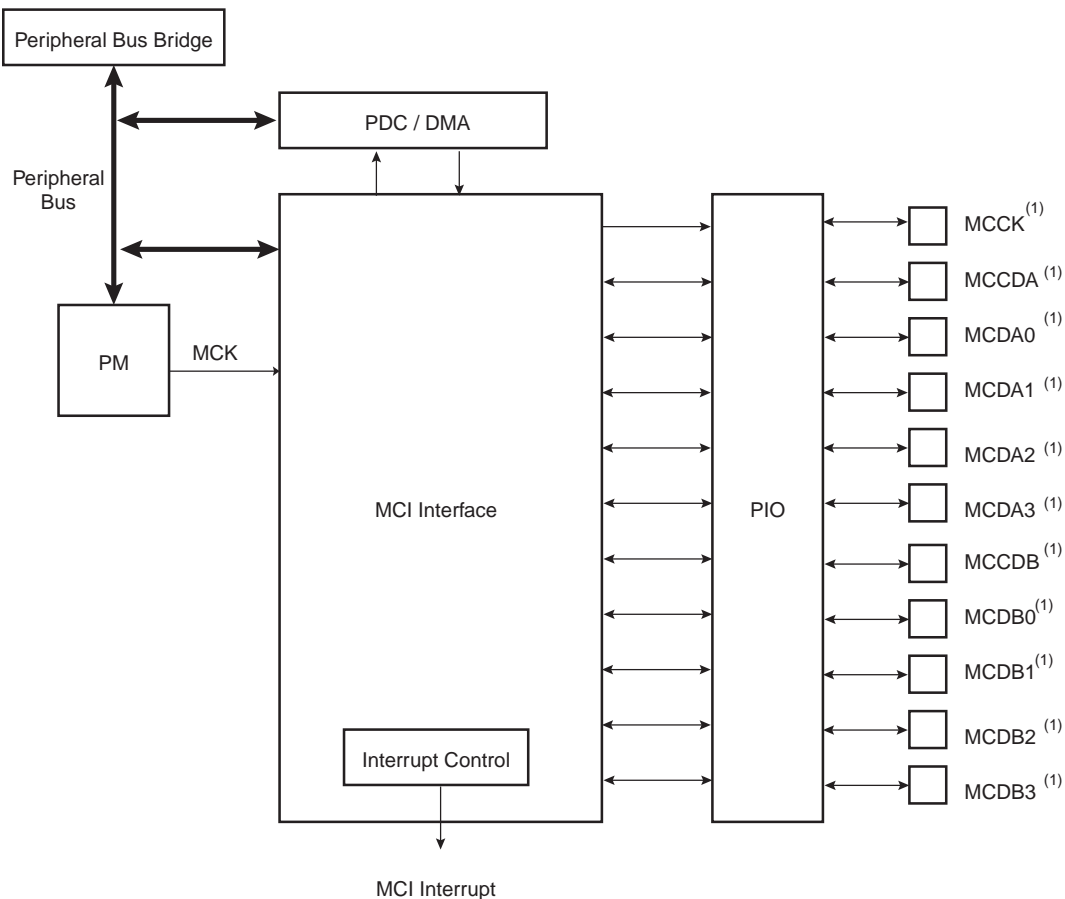 Peripheral Bus Bridge
PDC / DMA
Peripheral
Bus
PM
MCK
MCI Interface
PIO
Interrupt Control
MCI Interrupt
MCCK(1)
MCCDA (1)
MCDA0 (1)
MCDA1 (1)
MCDA2 (1)
MCDA3 (1)
MCCDB (1)
MCDB0(1)
MCDB1(1)
MCDB2 (1)
MCDB3 (1)